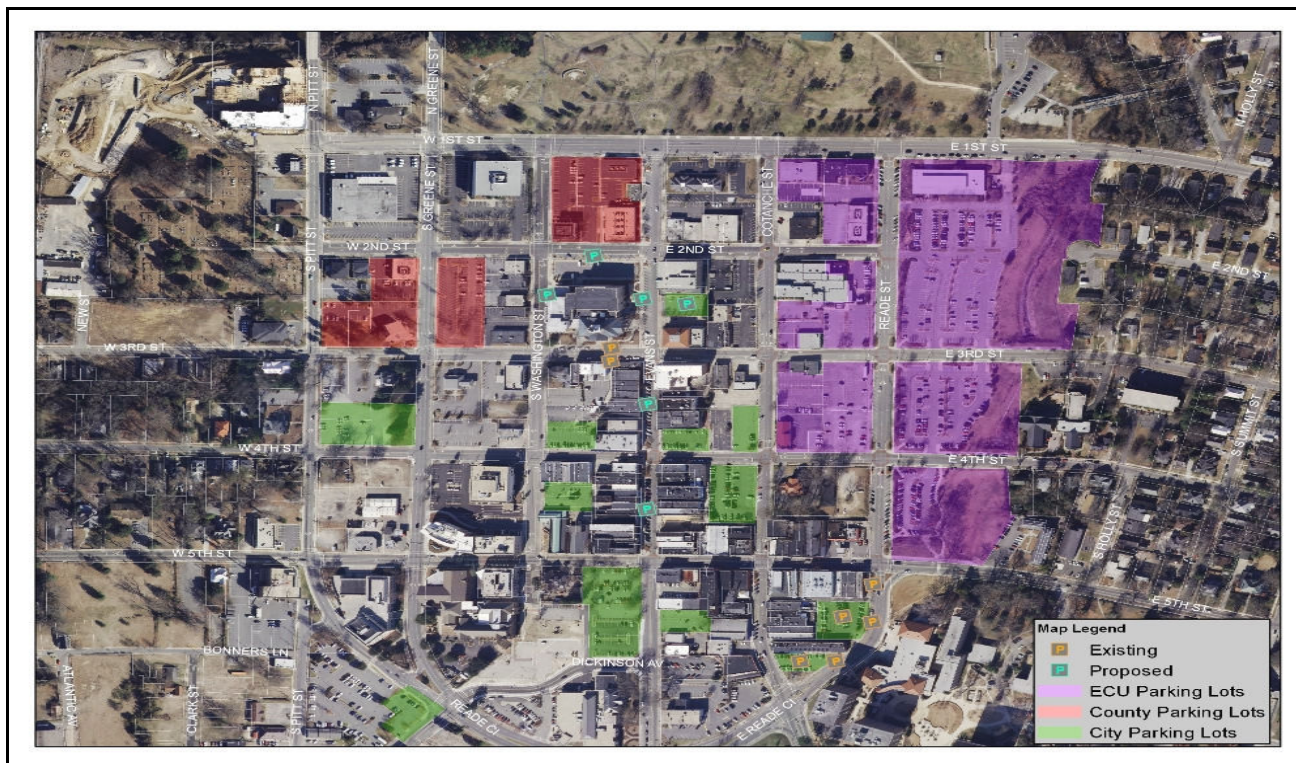 N PITT ST
N GREENE ST
N HOLLY ST
W 1ST ST
E 1ST ST
S GREENE ST
COTANCHE ST
S PITT ST
W 2ND ST
E 2ND ST
E 2ND ST
READE ST
NEW ST
S WASHINGTON ST
EVANS ST
W 3RD ST
E 3RD ST
S SUMMIT ST
W 4TH ST
E 4TH ST
S HOLLY ST
W 5TH ST
E 5TH ST
BONNERS LN
DICKINSON AV
ATLANTIC AV
CLARK ST
S PITT ST
READE CI
E READE CI
P
P
P
P
P
P
P
P
P
P
P
P
P
Map Legend
P Existing
P Proposed
ECU Parking Lots
County Parking Lots
City Parking Lots